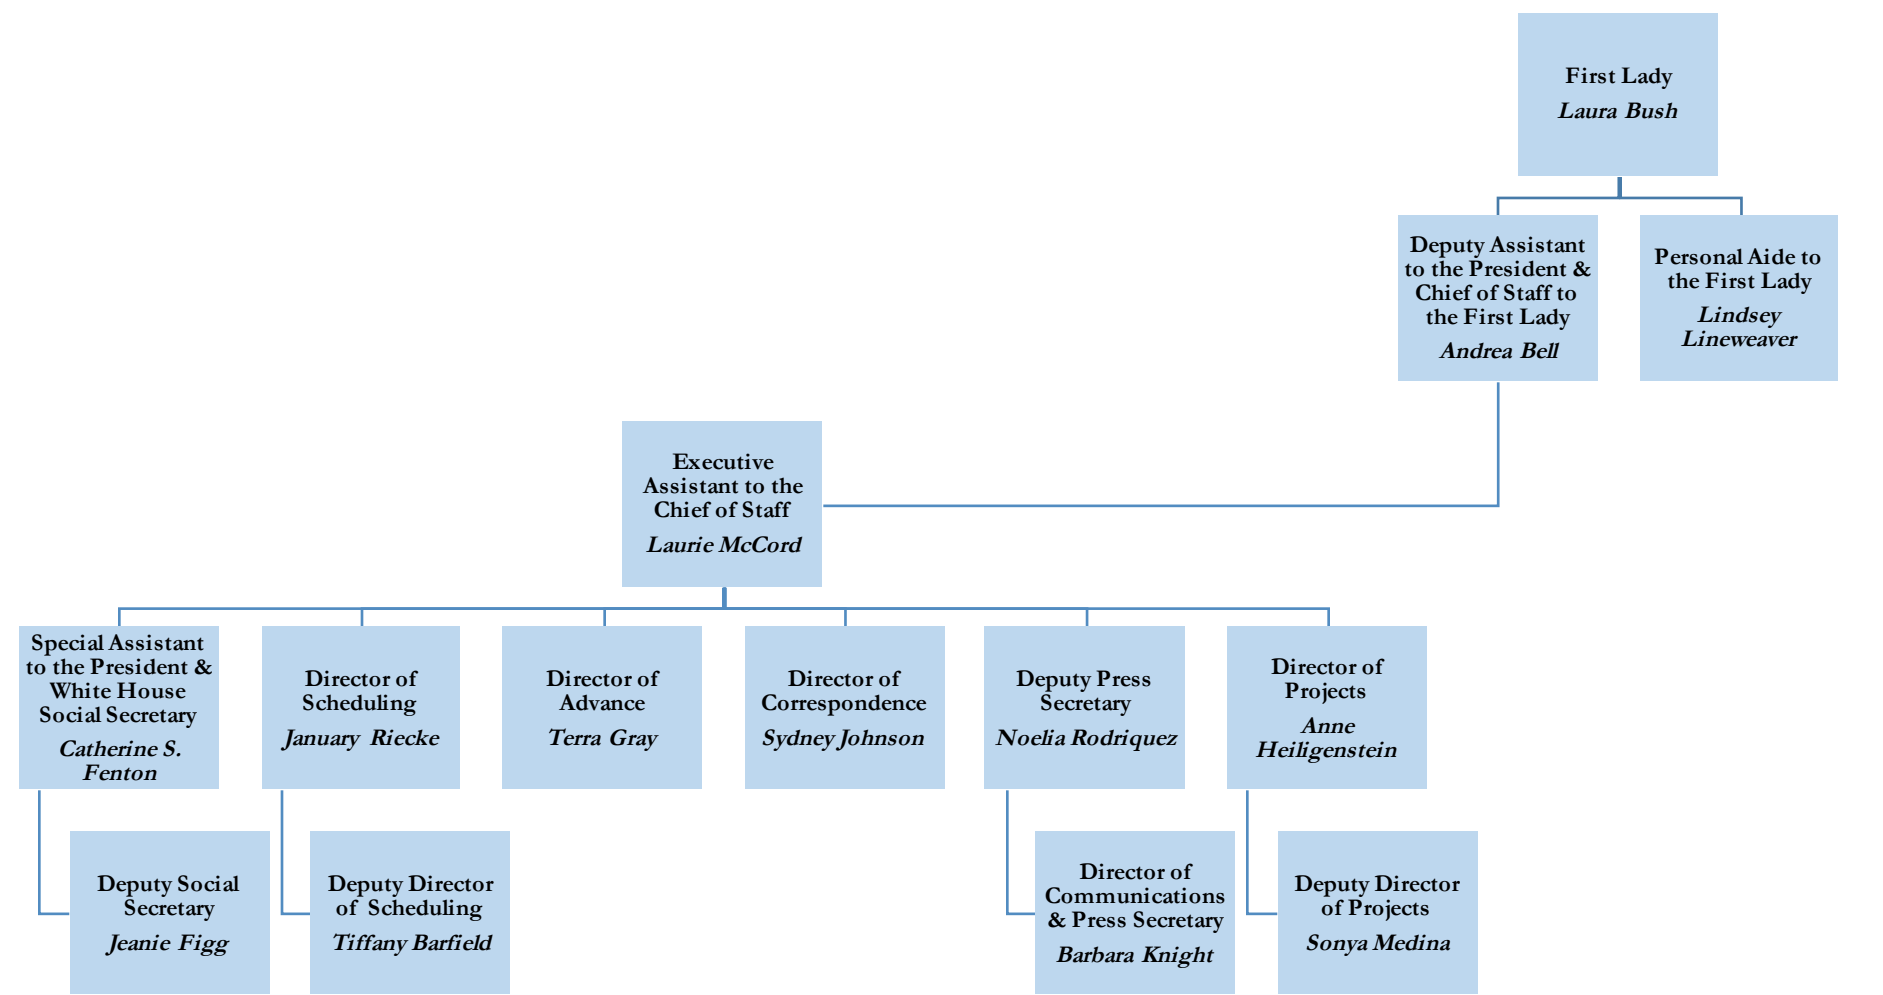 First Lady
Laura Bush
Deputy Assistant
to the President &
Chief of Staff to
the First Lady
Andrea Bell
Personal Aide to
the First Lady
Lindsey
Lineweaver
Executive
Assistant to the
Chief of Staff
Laurie McCord
Special Assistant
to the President &
White House
Social Secretary
Catherine S.
Fenton
Director of
Scheduling
January Riecke
Director of
Advance
Terra Gray
Director of
Correspondence
Sydney Johnson
Deputy Press
Secretary
Noelia Rodriquez
Director of
Projects
Anne
Heiligenstein
Deputy Social
Secretary
Jeanie Figg
Deputy Director
of Scheduling
Tiffany Barfield
Director of
Communications
& Press Secretary
Barbara Knight
Deputy Director
of Projects
Sonya Medina